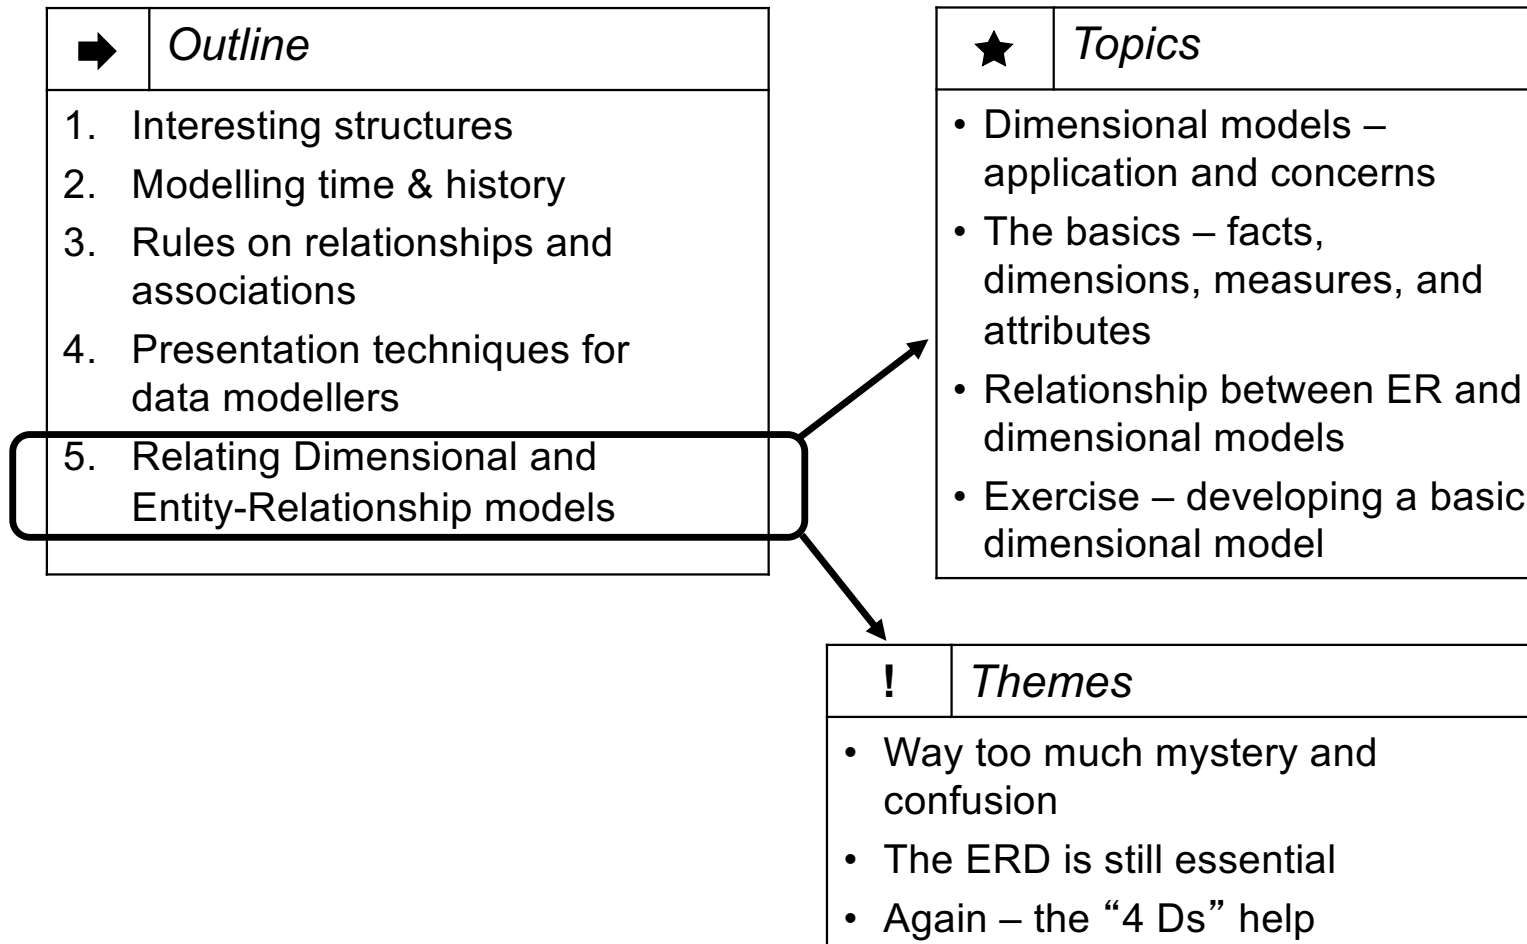 Outline
1. Interesting structures
2. Modelling time & history
3. Rules on relationships and
associations
4. Presentation techniques for
data modellers
5. Relating Dimensional and
Entity-Relationship models
Topics
• Dimensional models –
application and concerns
• The basics – facts,
dimensions, measures, and
attributes
• Relationship between ER and
dimensional models
• Exercise – developing a basic
dimensional model
! Themes
• Way too much mystery and
confusion
• The ERD is still essential
• Again – the “4 Ds” help